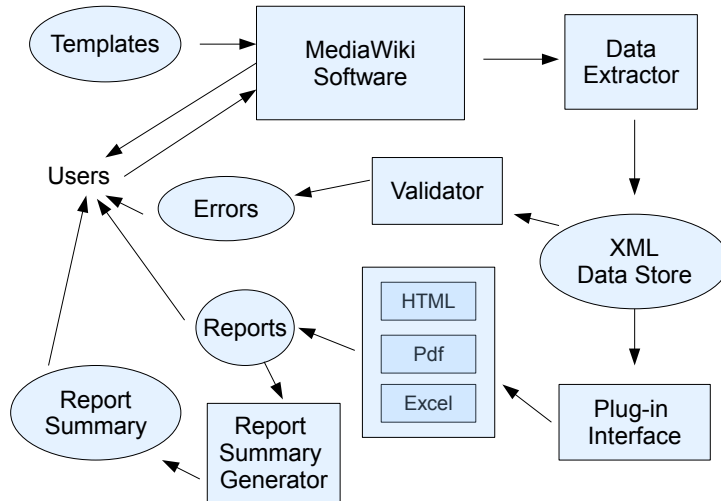 Templates
MediaWiki
Software
Data
Extractor
Users
Errors
Validator
XML
Data Store
HTML
Reports
Pdf
Excel
Report
Summary
Report
Summary
Generator
Plug-in
Interface